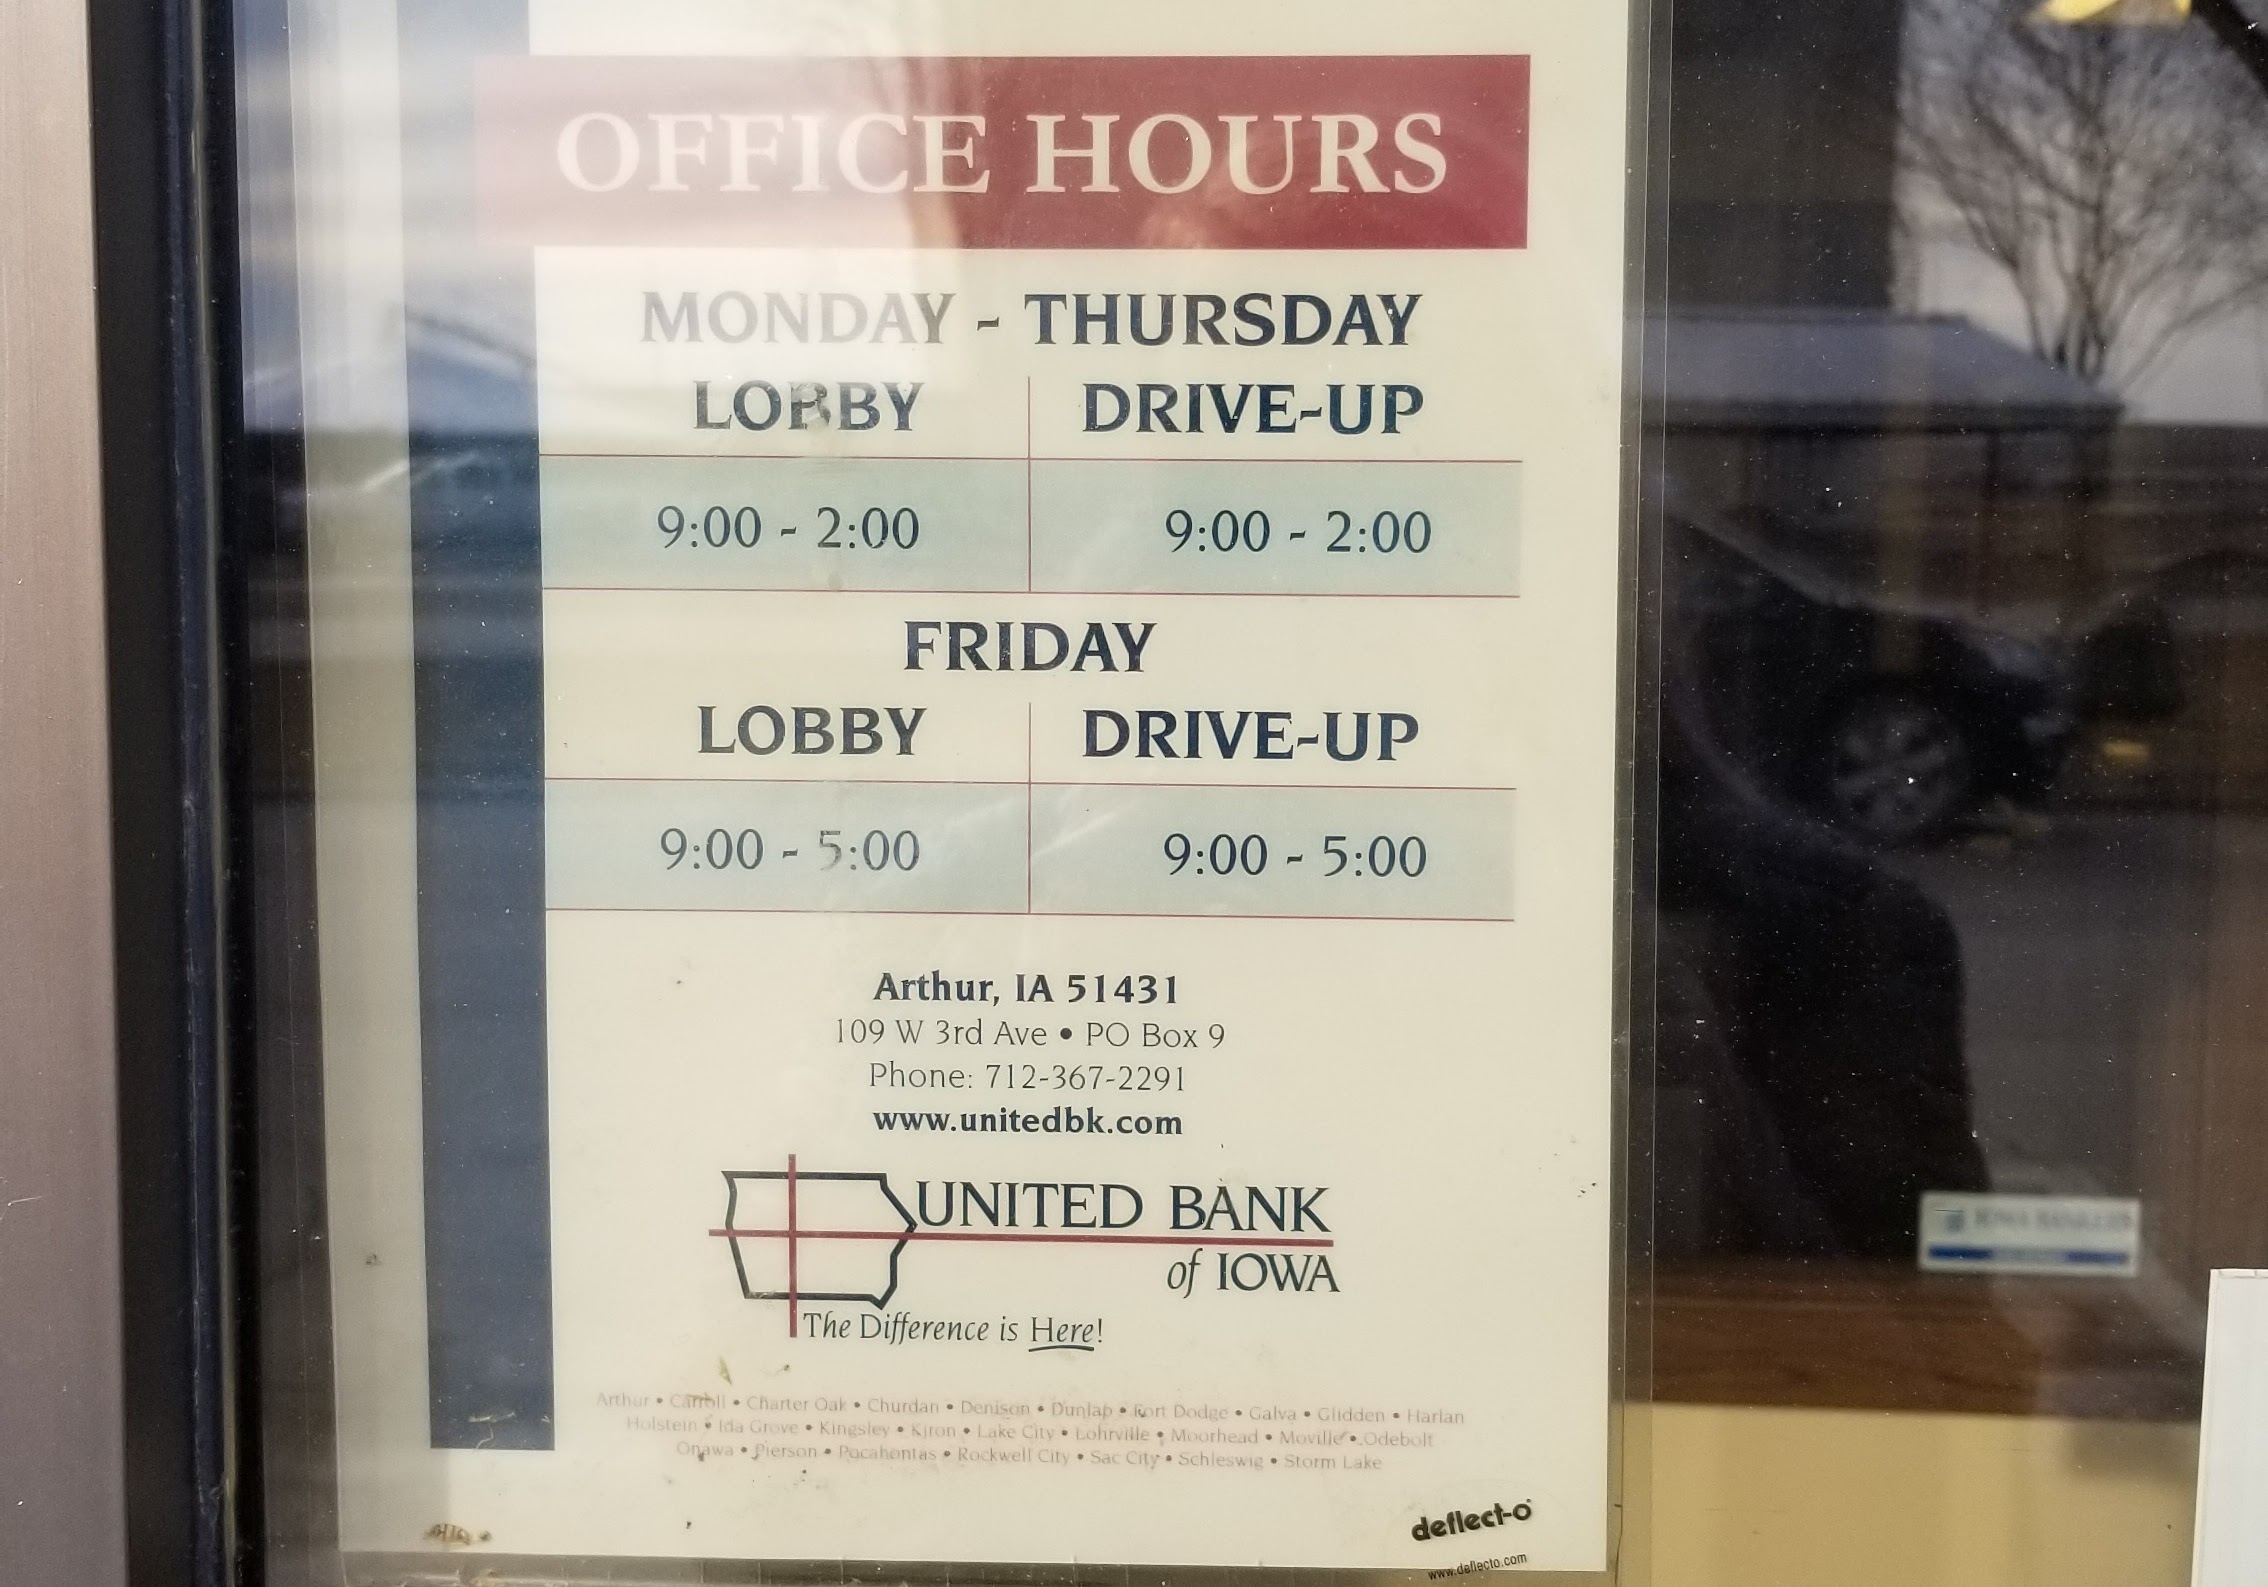 OFFICE HOURS
MONDAY - THURSDAY
LOBBY DRIVE-UP
9:00 - 2:00 9:00 - 2:00
FRIDAY
LOBBY DRIVE-UP
9:00 - 5:00 9:00 - 5:00
Arthur, IA 51431
109 W 3rd Ave • PO Box 9
Phone: 712-367-2291
www.unitedbk.com
UNITED BANK
of IOWA
The Difference is Here!
Arthur • Carroll • Charter Oak • Churdan • Denison • Dunlap • Fort Dodge • Galva • Glidden • Harlan
Holstein • Ida Grove • Kingsley • Kiron • Lake City • Lohrville • Moorhead • Moville • Odebolt
Onawa • Pierson • Pocahontas • Rockwell City • Sac City • Schleswig • Storm Lake
deflect-o
www.deflecto.com